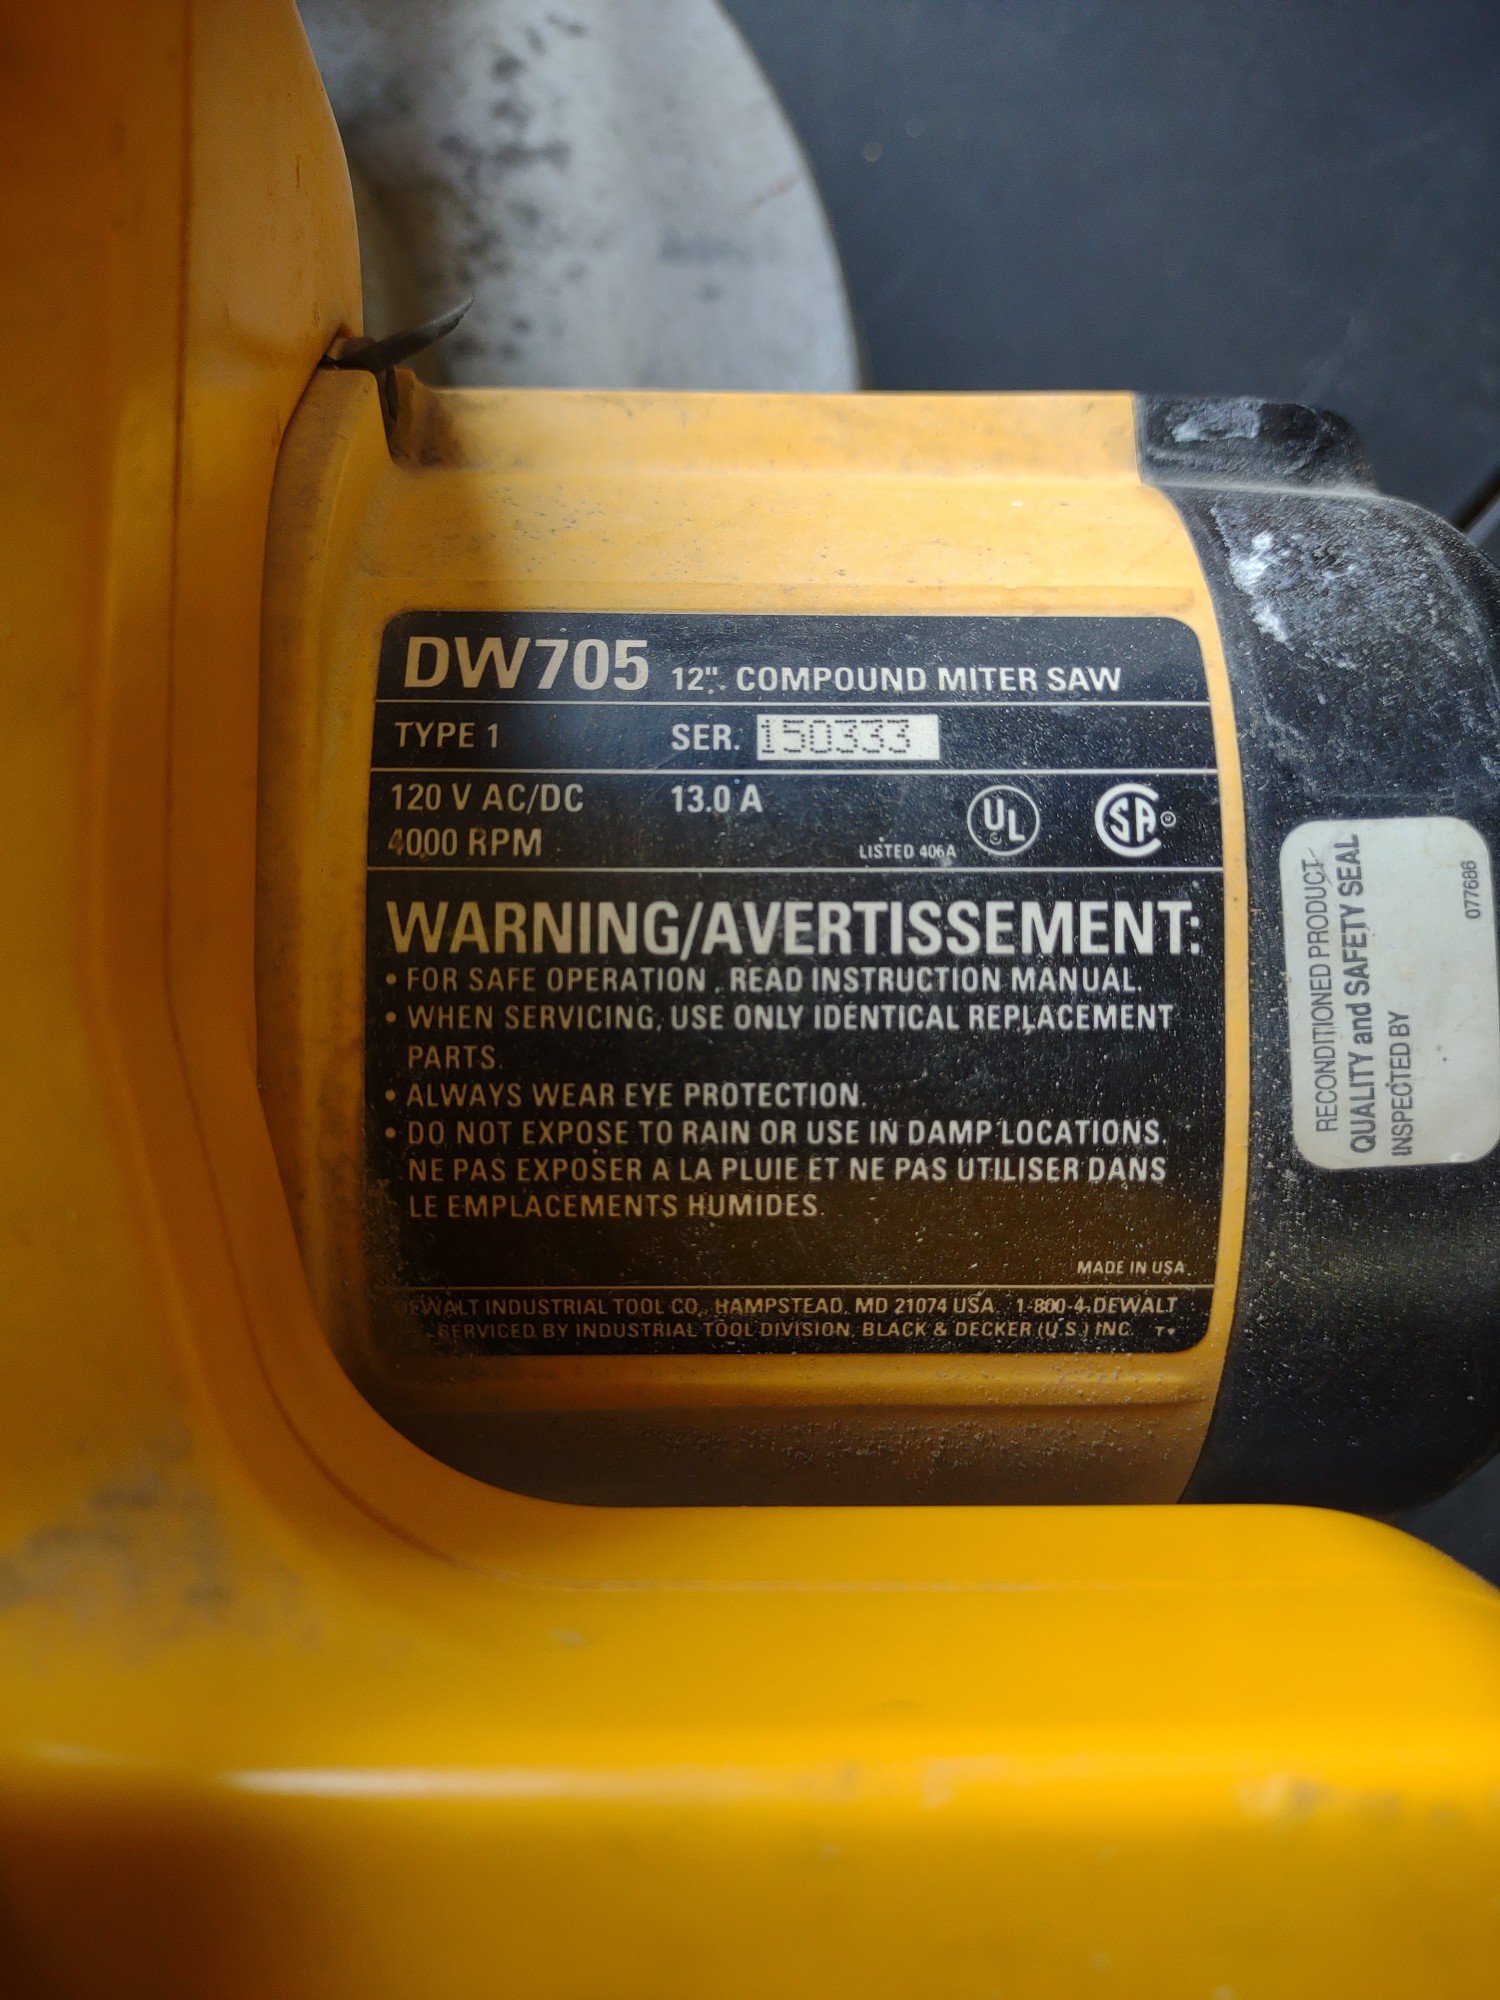 DW705 12". COMPOUND MITER SAW
TYPE 1 SER. 150333
120 V AC/DC 13.0 A
4000 RPM LISTED 406A UL SA®
WARNING/AVERTISSEMENT:
• FOR SAFE OPERATION , READ INSTRUCTION MANUAL.
• WHEN SERVICING, USE ONLY IDENTICAL REPLACEMENT
PARTS.
• ALWAYS WEAR EYE PROTECTION.
• DO NOT EXPOSE TO RAIN OR USE IN DAMP LOCATIONS.
NE PAS EXPOSER A LA PLUIE ET NE PAS UTILISER DANS
LE EMPLACEMENTS HUMIDES.
MADE IN USA
DEWALT INDUSTRIAL TOOL CO., HAMPSTEAD, MD 21074 USA 1-800-4-DEWALT
SERVICED BY INDUSTRIAL TOOL DIVISION, BLACK & DECKER (U.S.) INC.
RECONDITIONED PRODUCT
QUALITY and SAFETY SEAL
INSPECTED BY
077686